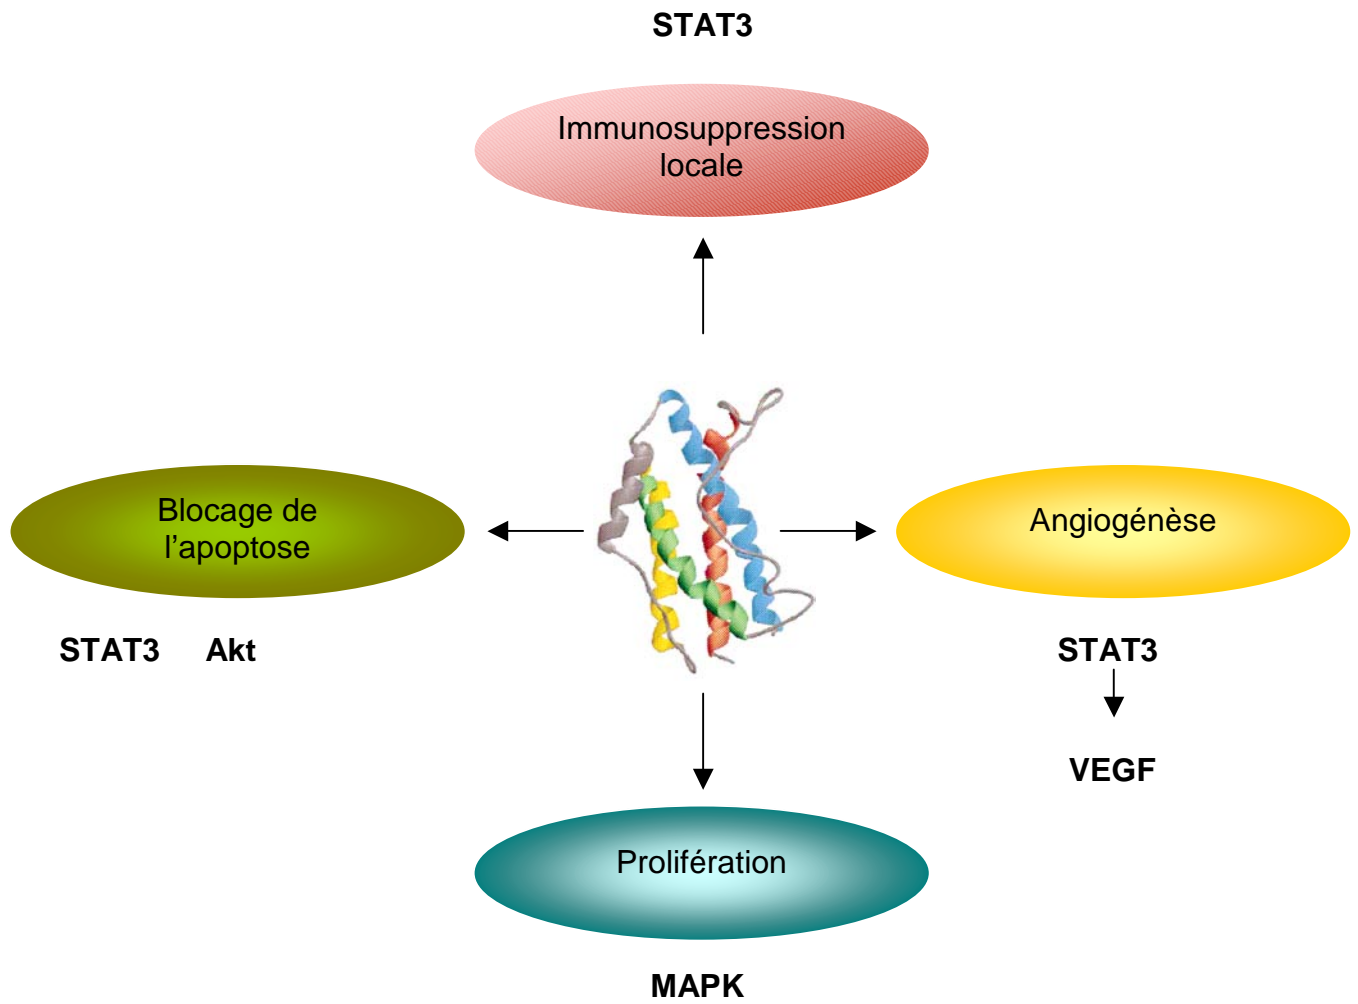 STAT3
Immunosuppression
locale
Blocage de
l’apoptose
Angiogénèse
STAT3 Akt
STAT3
VEGF
Prolifération
MAPK